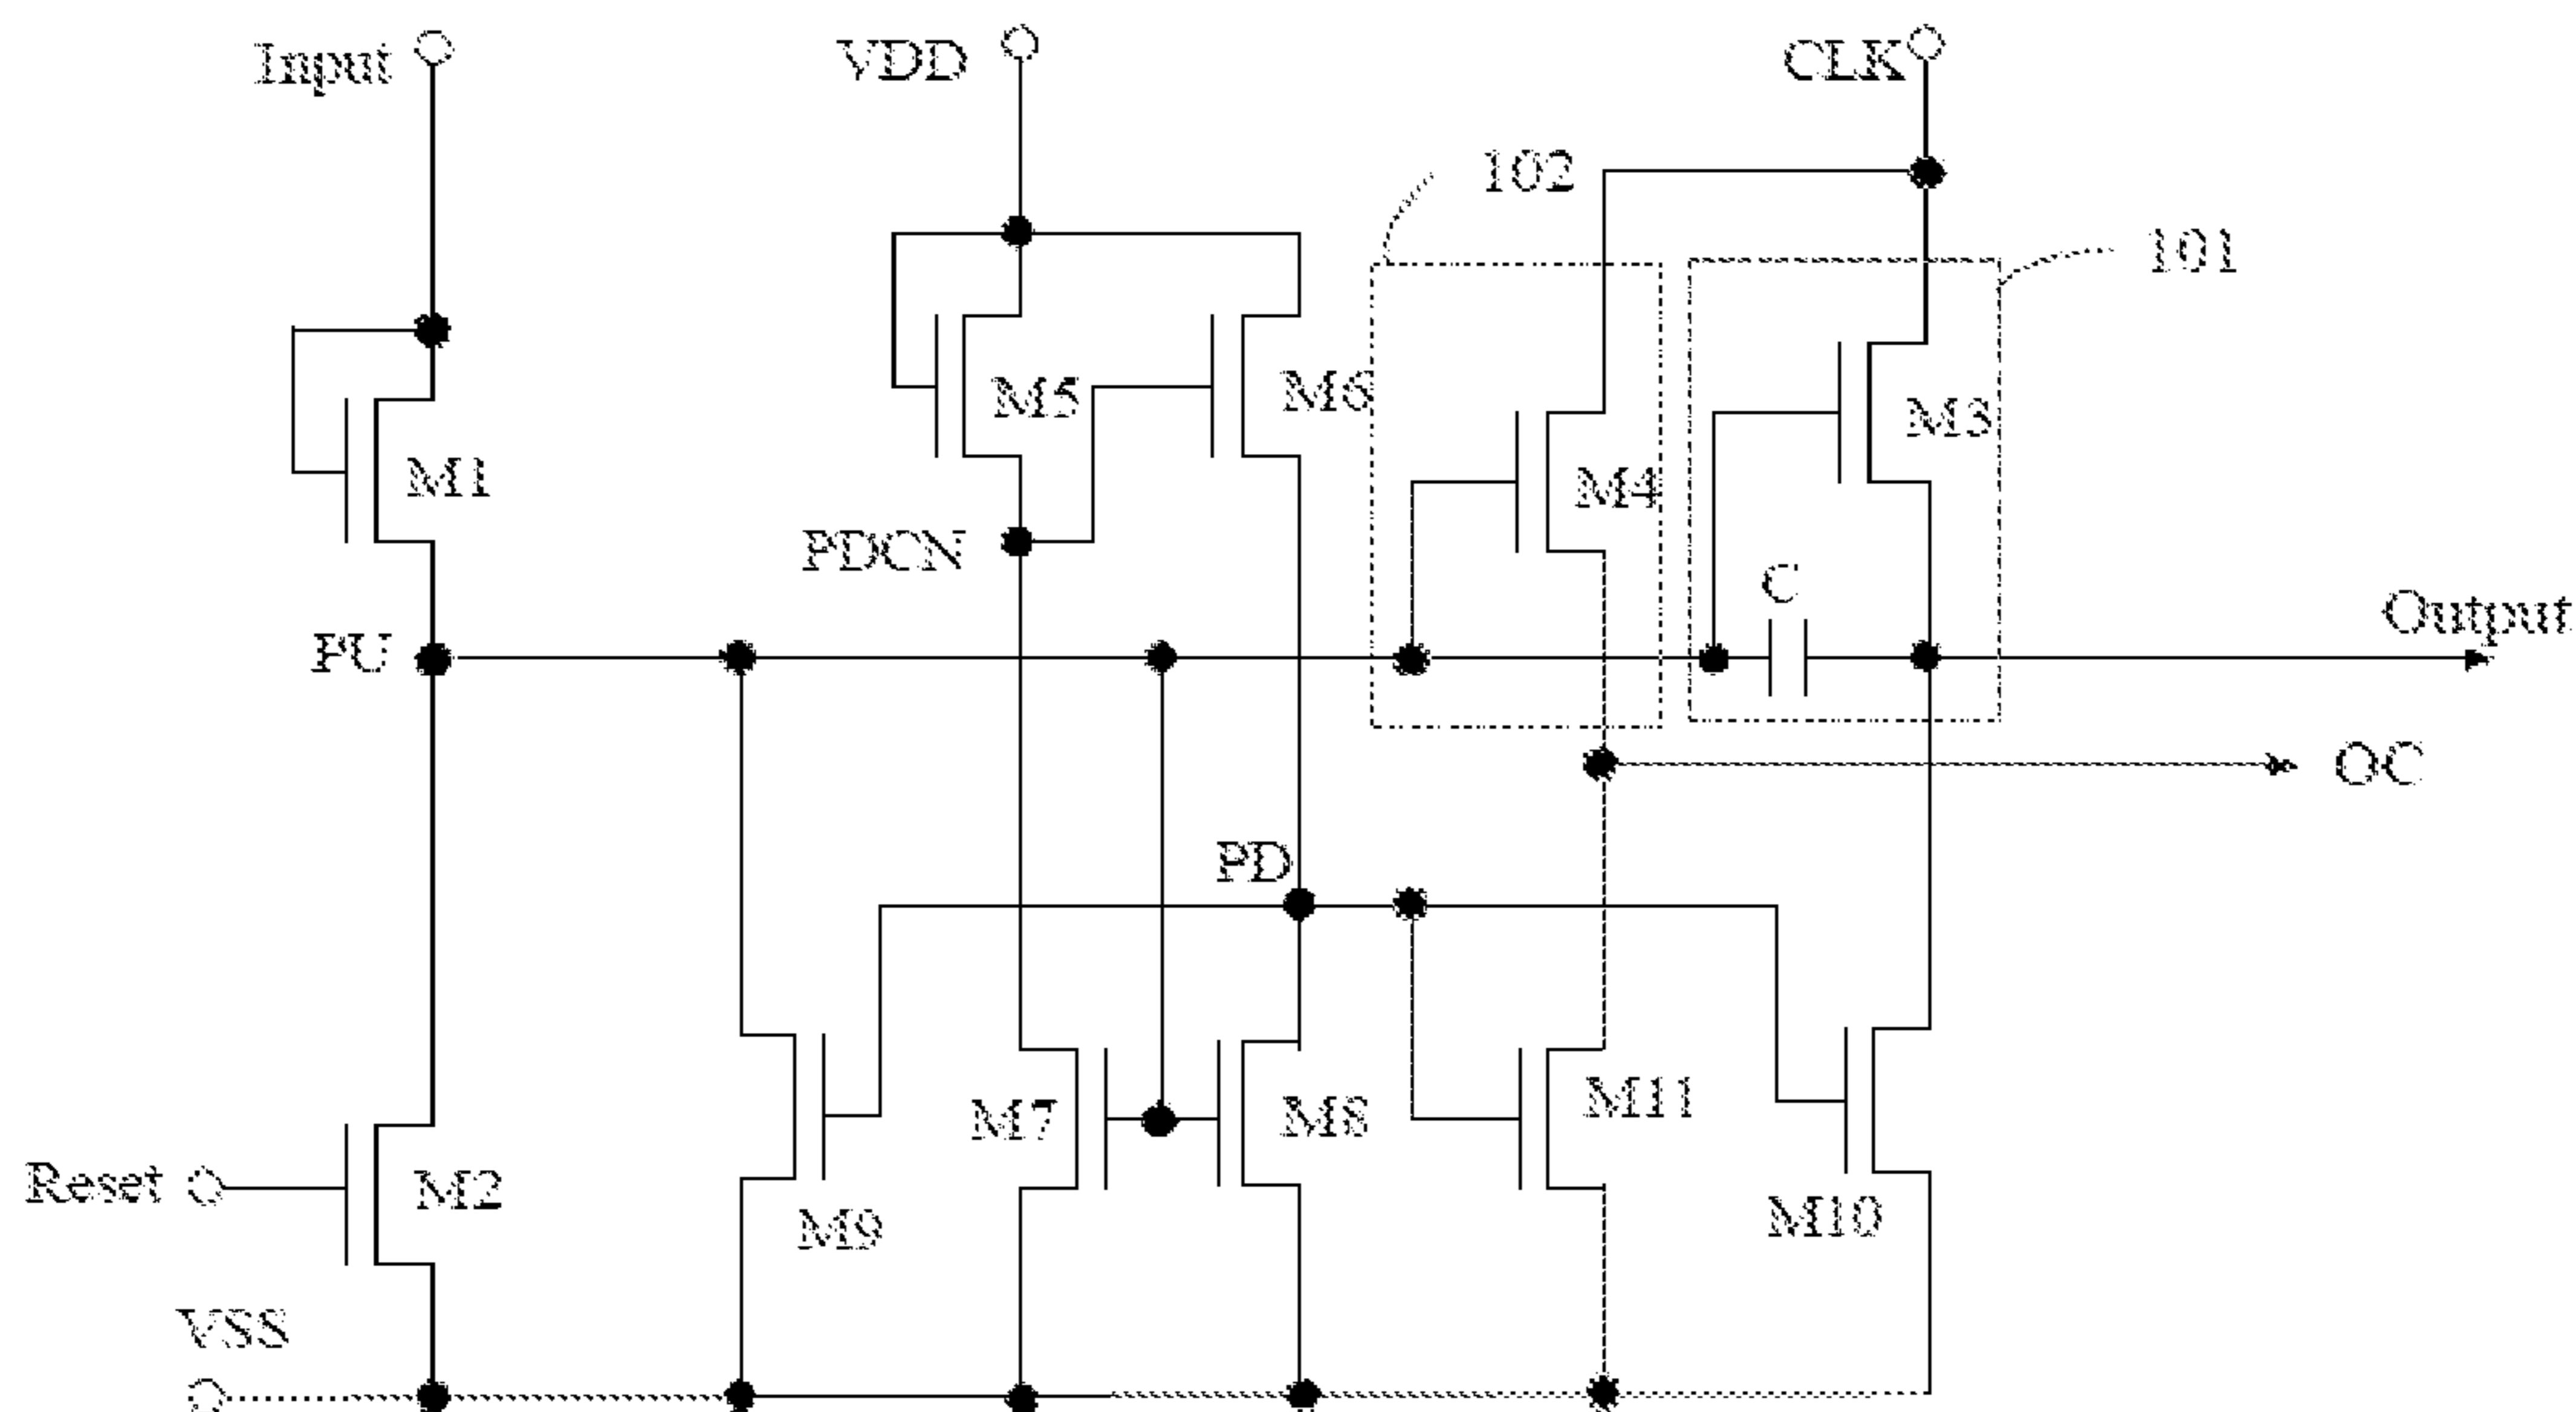 Input
VDD
CLK
102
101
M5
M6
M3
M1
M4
PDCN
C
Output
PU
OC
PD
M11
M7
M8
Reset
M2
M9
M10
VSS